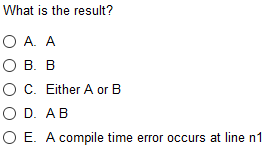 What is the result?
A. A
B. B
C. Either A or B
D. A B
E. A compile time error occurs at line n1